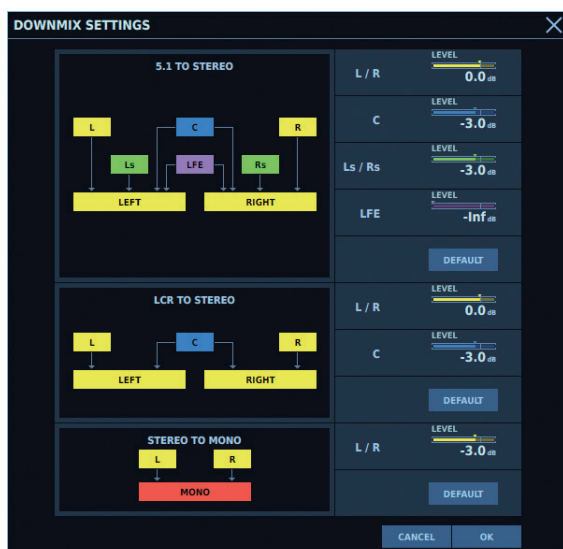 DOWNMIX SETTINGS
5.1 TO STEREO
L
C
R
Ls
LFE
Rs
LEFT
RIGHT
L / R
LEVEL
0.0 dB
C
LEVEL
-3.0 dB
Ls / Rs
LEVEL
-3.0 dB
LFE
LEVEL
-Inf dB
DEFAULT
LCR TO STEREO
L
C
R
LEFT
RIGHT
L / R
LEVEL
0.0 dB
C
LEVEL
-3.0 dB
DEFAULT
STEREO TO MONO
L
R
MONO
L / R
LEVEL
-3.0 dB
DEFAULT
CANCEL
OK